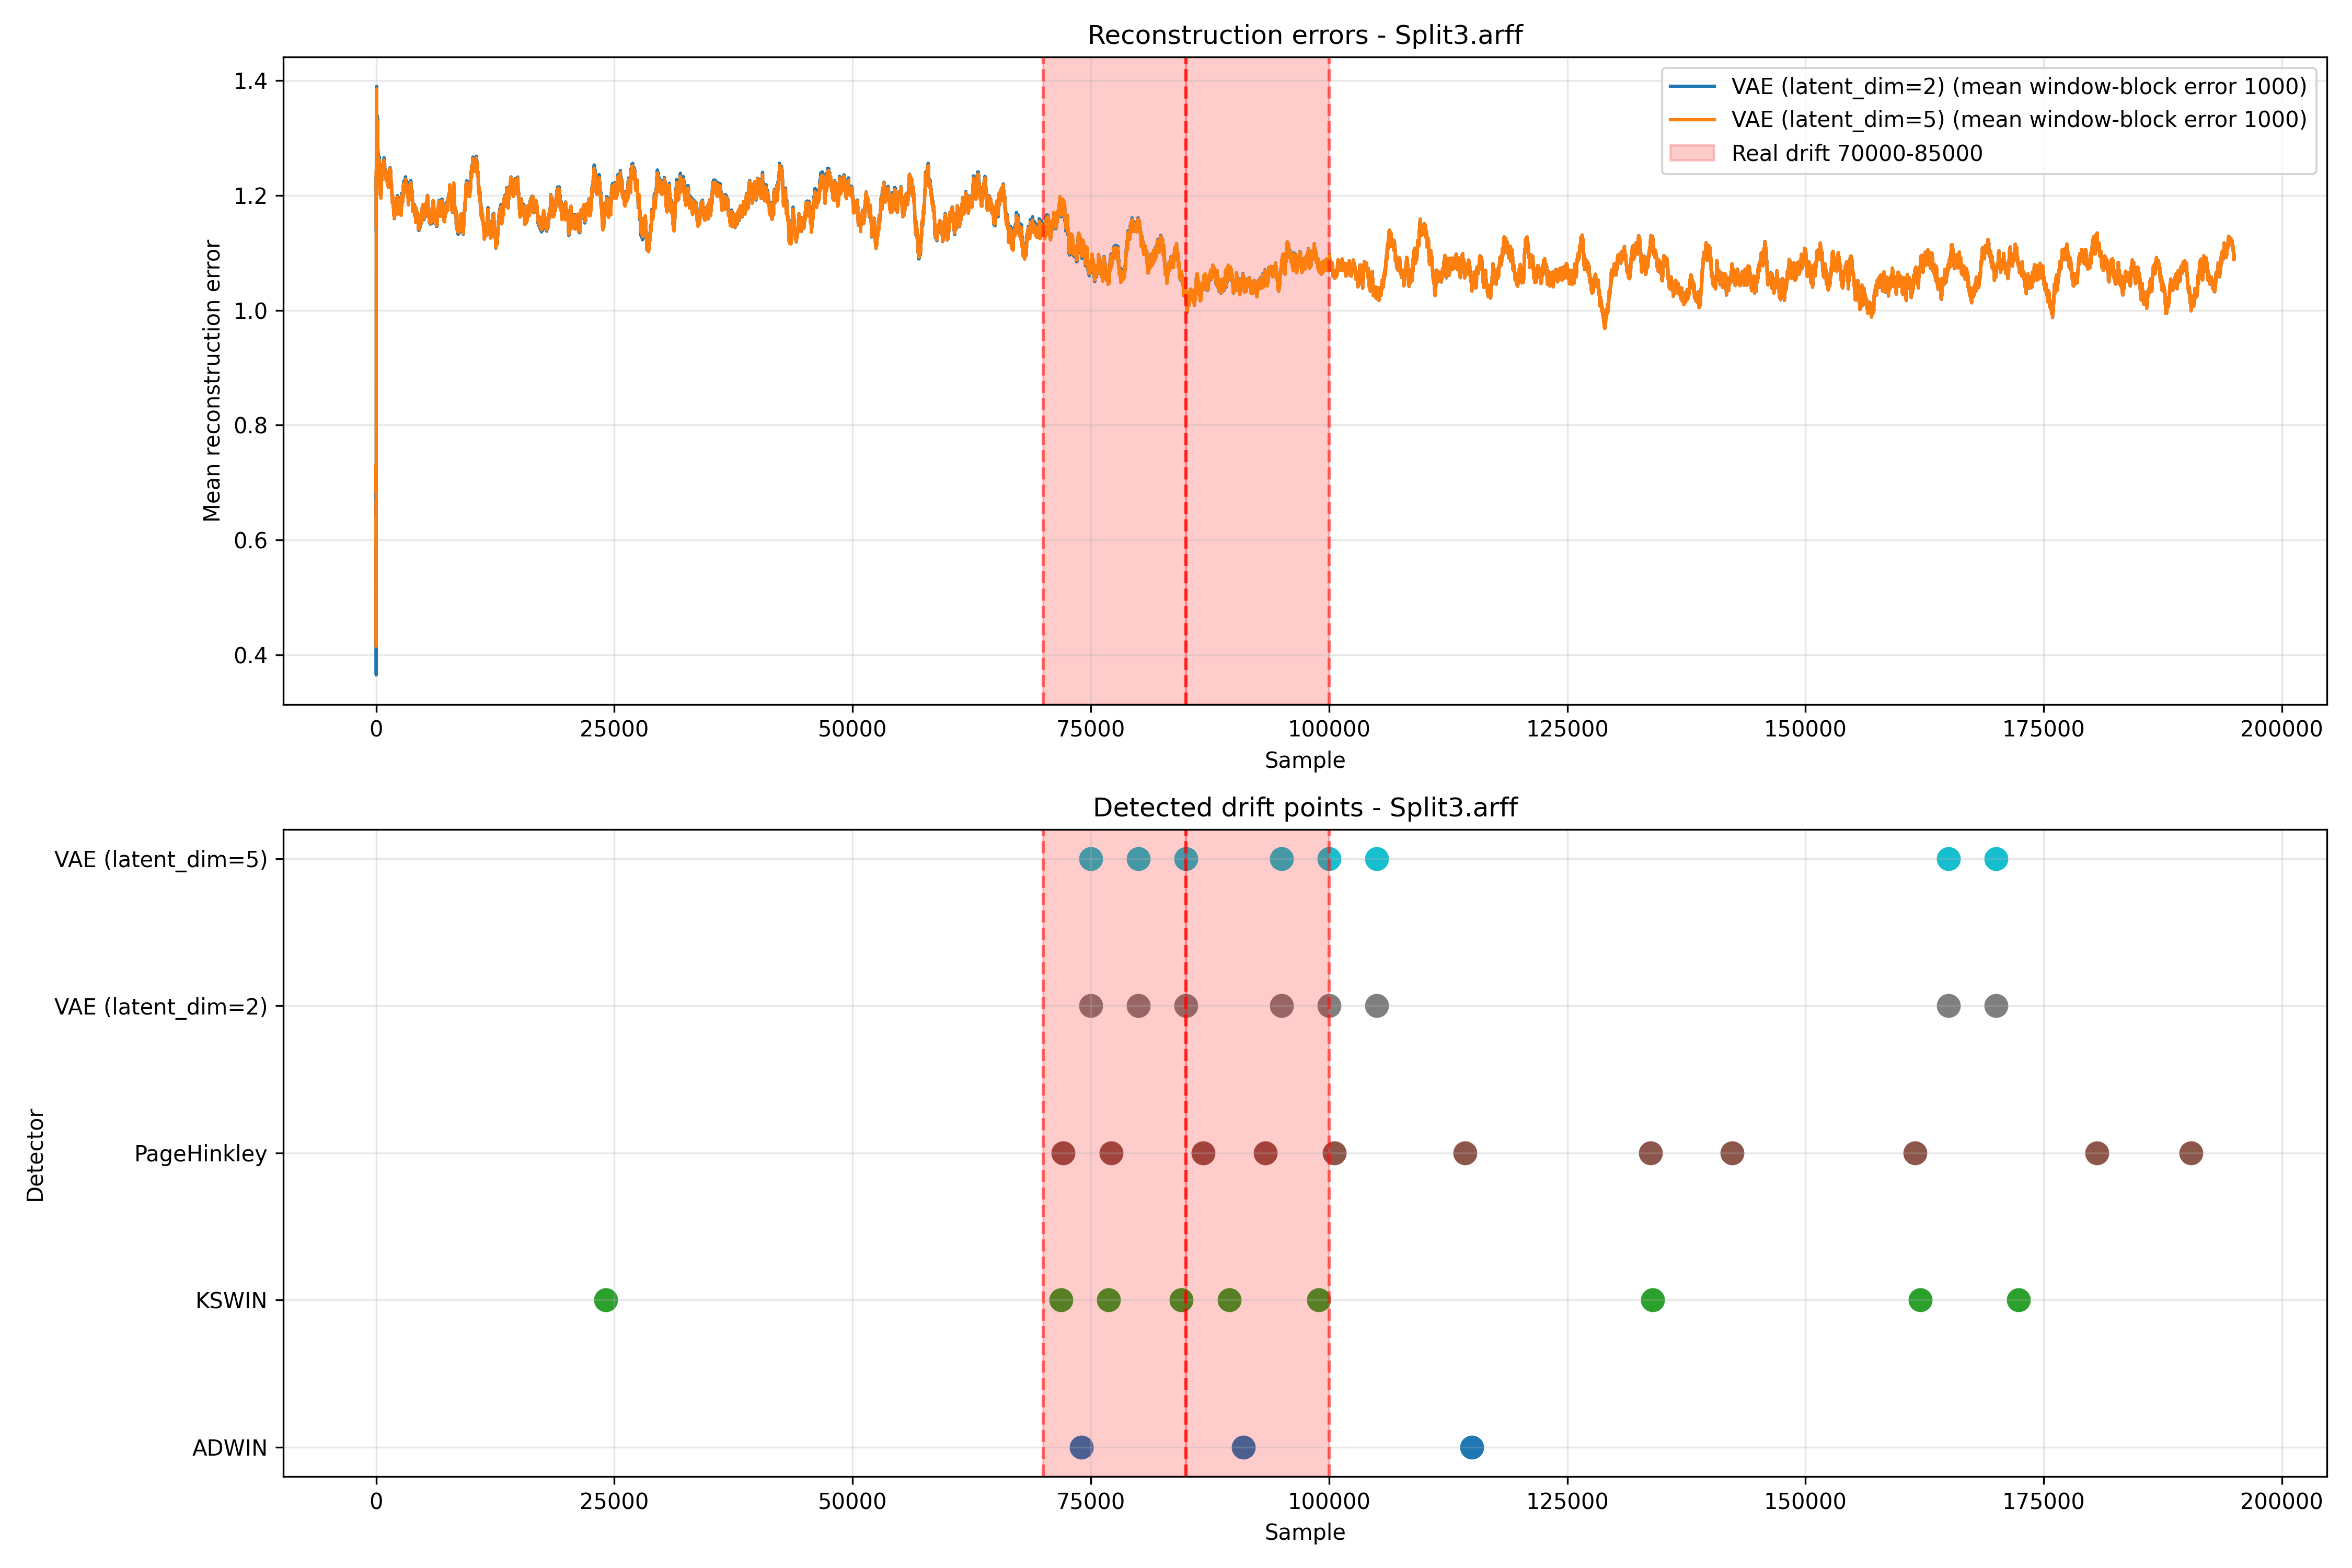 Reconstruction errors - Split3.arff
1.4
1.2
1.0
0.8
0.6
0.4
Mean reconstruction error
VAE (latent_dim=2) (mean window-block error 1000)
VAE (latent_dim=5) (mean window-block error 1000)
Real drift 70000-85000
0 25000 50000 75000 100000 125000 150000 175000 200000
Sample
Detected drift points - Split3.arff
VAE (latent_dim=5)
VAE (latent_dim=2)
PageHinkley
KSWIN
ADWIN
Detector
0 25000 50000 75000 100000 125000 150000 175000 200000
Sample